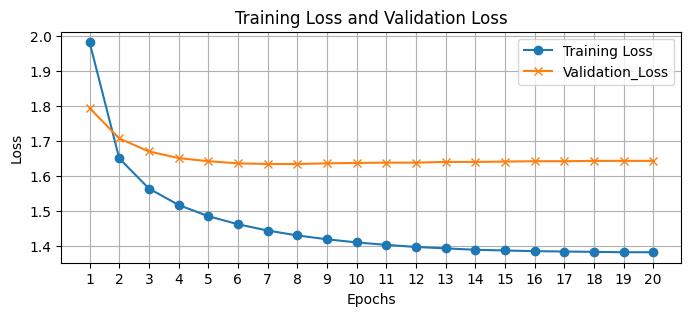 Training Loss and Validation Loss
Training Loss
Validation_Loss
Loss
2.0
1.9
1.8
1.7
1.6
1.5
1.4
1 2 3 4 5 6 7 8 9 10 11 12 13 14 15 16 17 18 19 20
Epochs